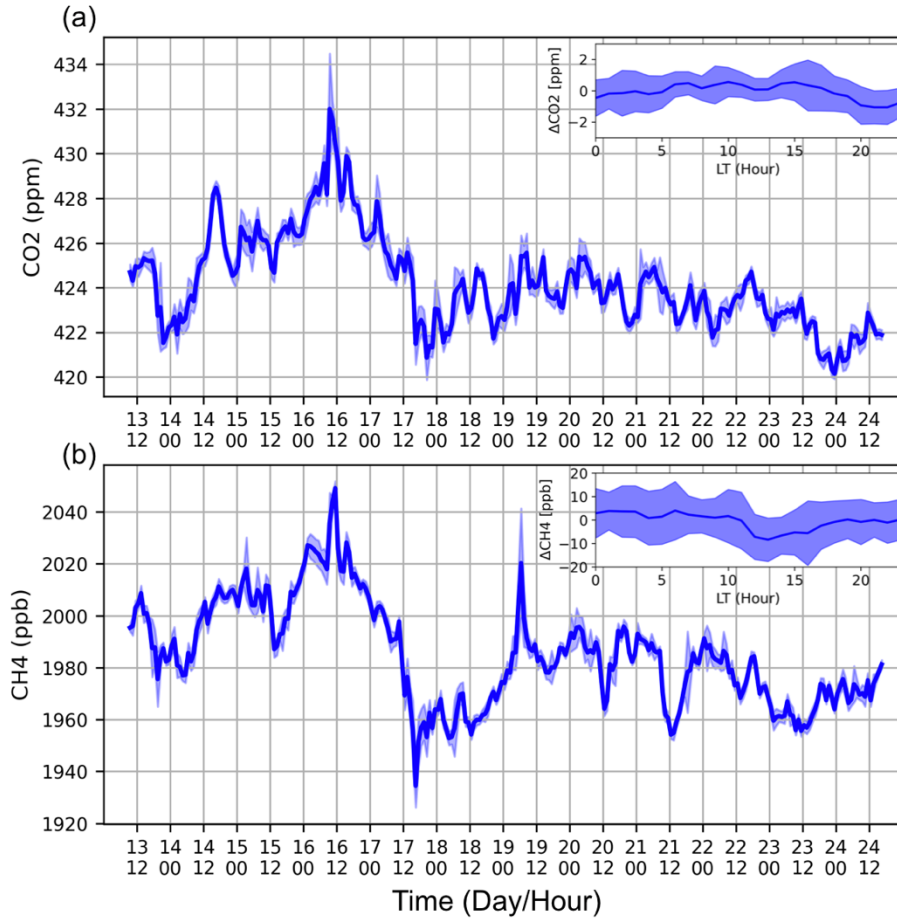 (a)
434
432
430
428
426
424
422
420
CO2 (ppm)
2
0
−2
ΔCO2 [ppm]
0 5 10 15 20
LT (Hour)
13 14 14 15 15 16 16 17 17 18 18 19 19 20 20 21 21 22 22 23 23 24 24
12 00 12 00 12 00 12 00 12 00 12 00 12 00 12 00 12 00 12 00 12 00 12
(b)
2040
2020
2000
1980
1960
1940
1920
CH4 (ppb)
20
10
0
−10
−20
ΔCH4 [ppb]
0 5 10 15 20
LT (Hour)
13 14 14 15 15 16 16 17 17 18 18 19 19 20 20 21 21 22 22 23 23 24 24
12 00 12 00 12 00 12 00 12 00 12 00 12 00 12 00 12 00 12 00 12 00 12
Time (Day/Hour)